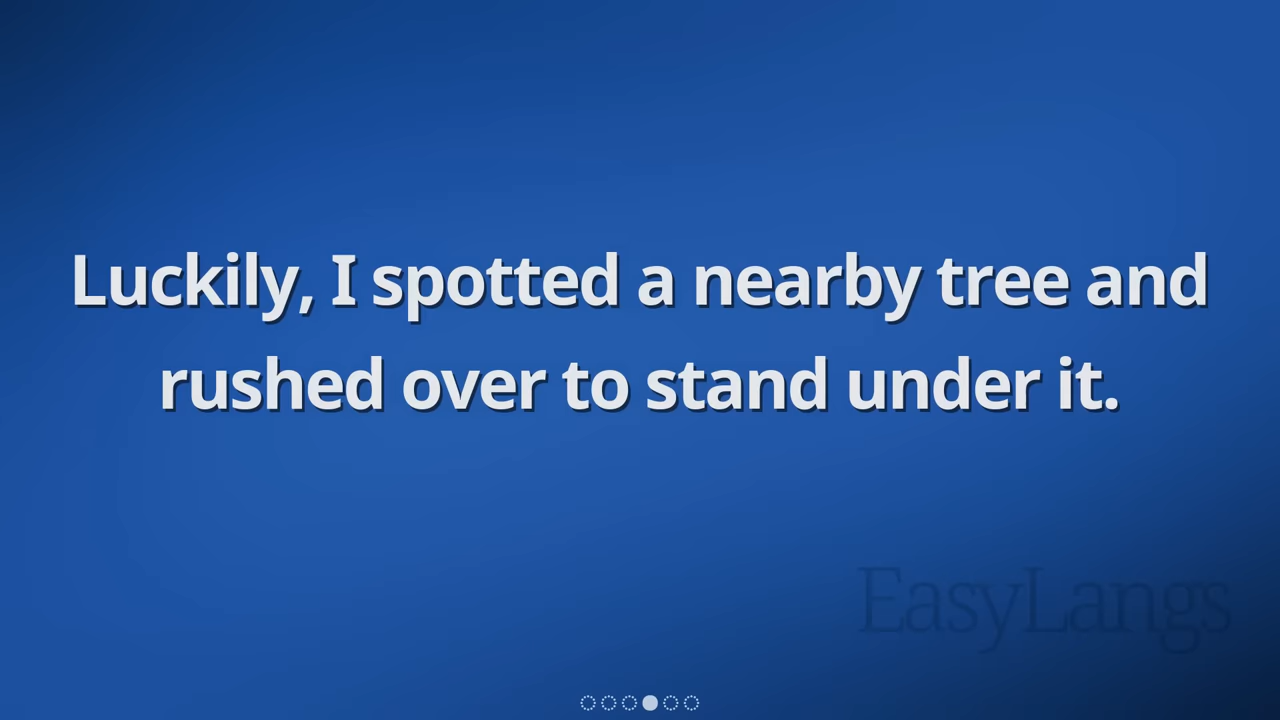 Luckily, I spotted a nearby tree and
rushed over to stand under it.
EasyLangs